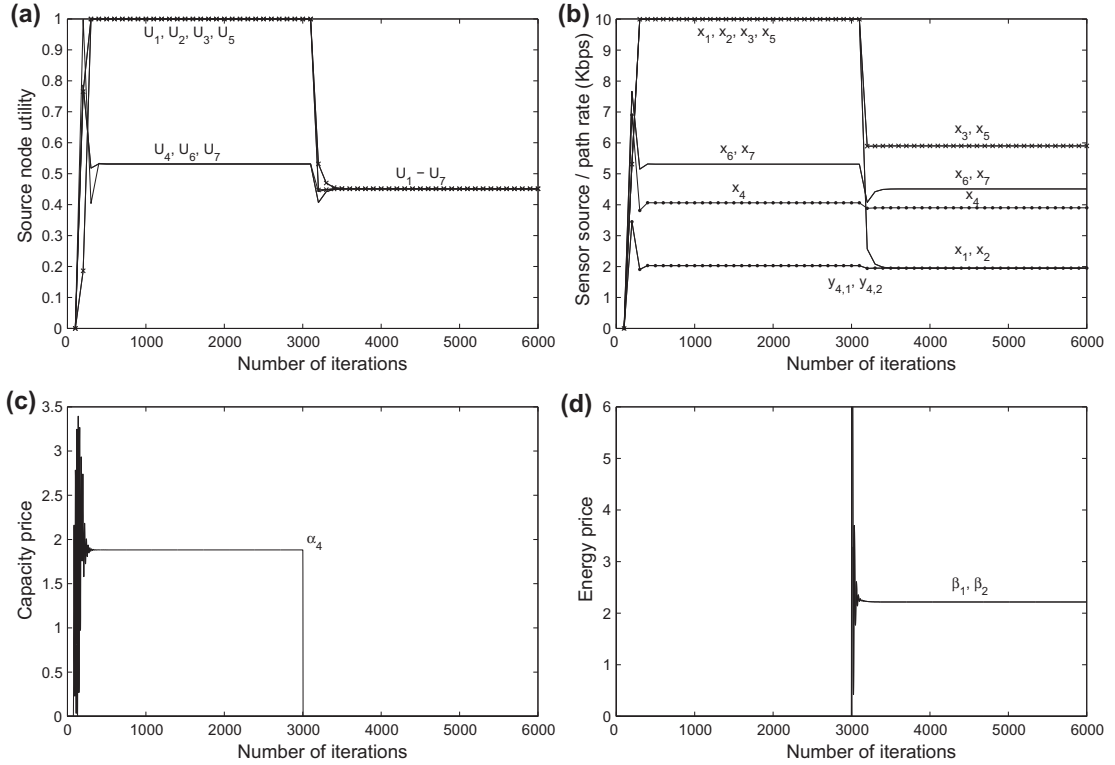 (a)
1
0.9
0.8
0.7
0.6
0.5
0.4
0.3
0.2
0.1
0
Source node utility
U1, U2, U3, U5
U4, U6, U7
U1 – U7
0 1000 2000 3000 4000 5000 6000
Number of iterations
(b)
10
9
8
7
6
5
4
3
2
1
0
Sensor source / path rate (Kbps)
x1, x2, x3, x5
x3, x5
x6, x7
x6, x7
x4
x4
x1, x2
y4,1, y4,2
0 1000 2000 3000 4000 5000 6000
Number of iterations
(c)
3.5
3
2.5
2
1.5
1
0.5
0
Capacity price
α4
0 1000 2000 3000 4000 5000 6000
Number of iterations
(d)
6
5
4
3
2
1
0
Energy price
β1, β2
0 1000 2000 3000 4000 5000 6000
Number of iterations